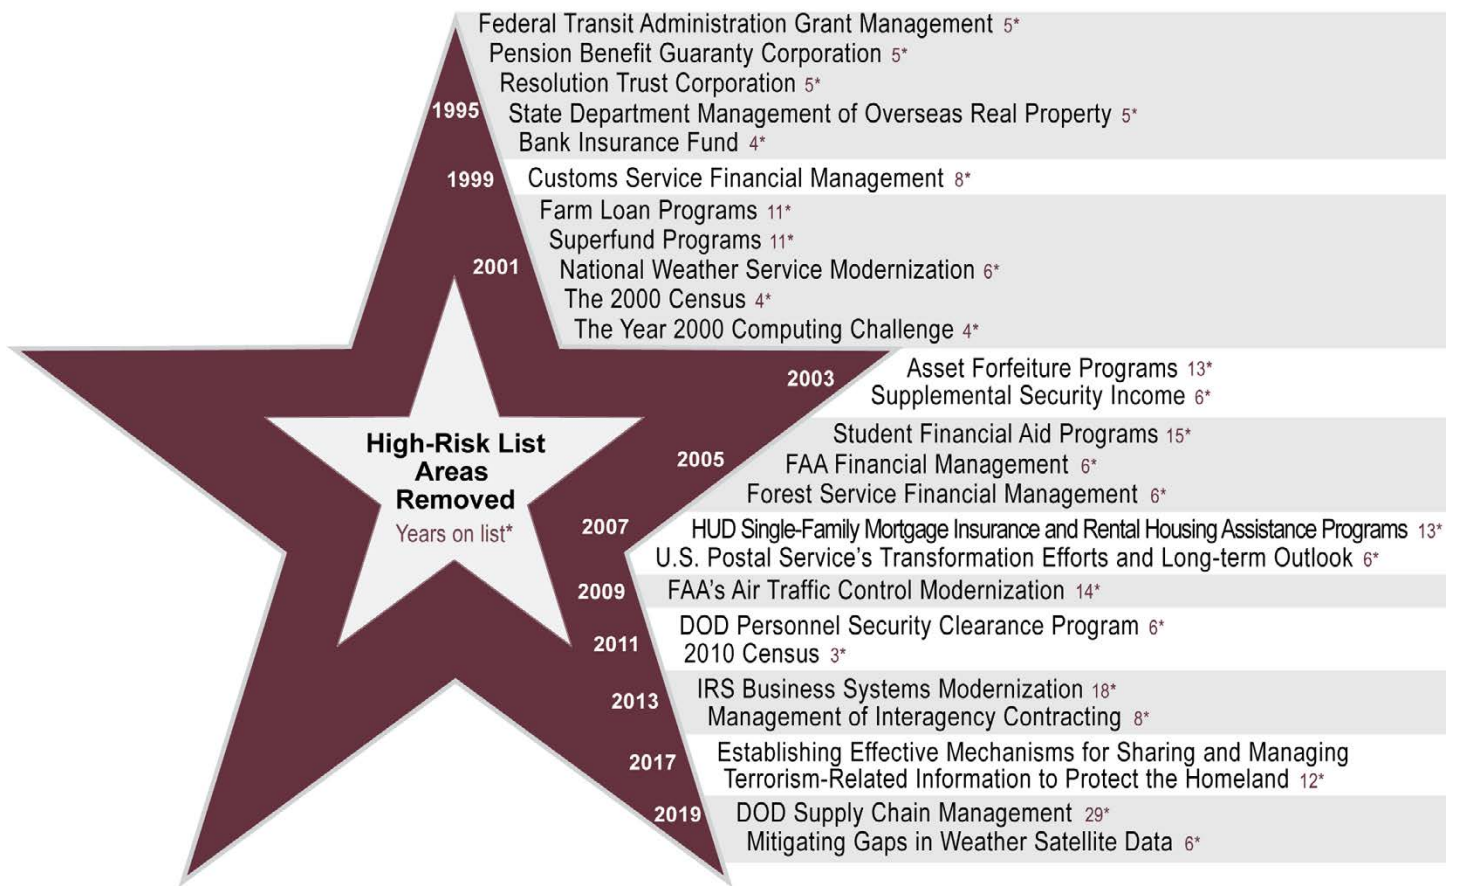 Federal Transit Administration Grant Management 5*
Pension Benefit Guaranty Corporation 5*
Resolution Trust Corporation 5*
1995 State Department Management of Overseas Real Property 5*
Bank Insurance Fund 4*
1999 Customs Service Financial Management 8*
Farm Loan Programs 11*
Superfund Programs 11*
2001 National Weather Service Modernization 6*
The 2000 Census 4*
The Year 2000 Computing Challenge 4*
2003 Asset Forfeiture Programs 13*
Supplemental Security Income 6*
Student Financial Aid Programs 15*
2005 FAA Financial Management 6*
Forest Service Financial Management 6*
2007 HUD Single-Family Mortgage Insurance and Rental Housing Assistance Programs 13*
U.S. Postal Service's Transformation Efforts and Long-term Outlook 6*
2009 FAA's Air Traffic Control Modernization 14*
2011 DOD Personnel Security Clearance Program 6*
2010 Census 3*
2013 IRS Business Systems Modernization 18*
Management of Interagency Contracting 8*
2017 Establishing Effective Mechanisms for Sharing and Managing
Terrorism-Related Information to Protect the Homeland 12*
2019 DOD Supply Chain Management 29*
Mitigating Gaps in Weather Satellite Data 6*
High-Risk List
Areas
Removed
Years on list*